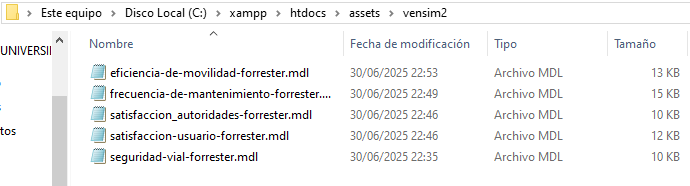 Este equipo > Disco Local (C:) > xampp > htdocs > assets > vensim2
Nombre Fecha de modificación Tipo Tamaño
UNIVERSI
eficiencia-de-movilidad-forrester.mdl 30/06/2025 22:53 Archivo MDL 13 KB
frecuencia-de-mantenimiento-forrester.... 30/06/2025 22:49 Archivo MDL 15 KB
satisfaccion_autoridades-forrester.mdl 30/06/2025 22:46 Archivo MDL 10 KB
tos satisfaccion-usuario-forrester.mdl 30/06/2025 22:46 Archivo MDL 12 KB
seguridad-vial-forrester.mdl 30/06/2025 22:35 Archivo MDL 10 KB